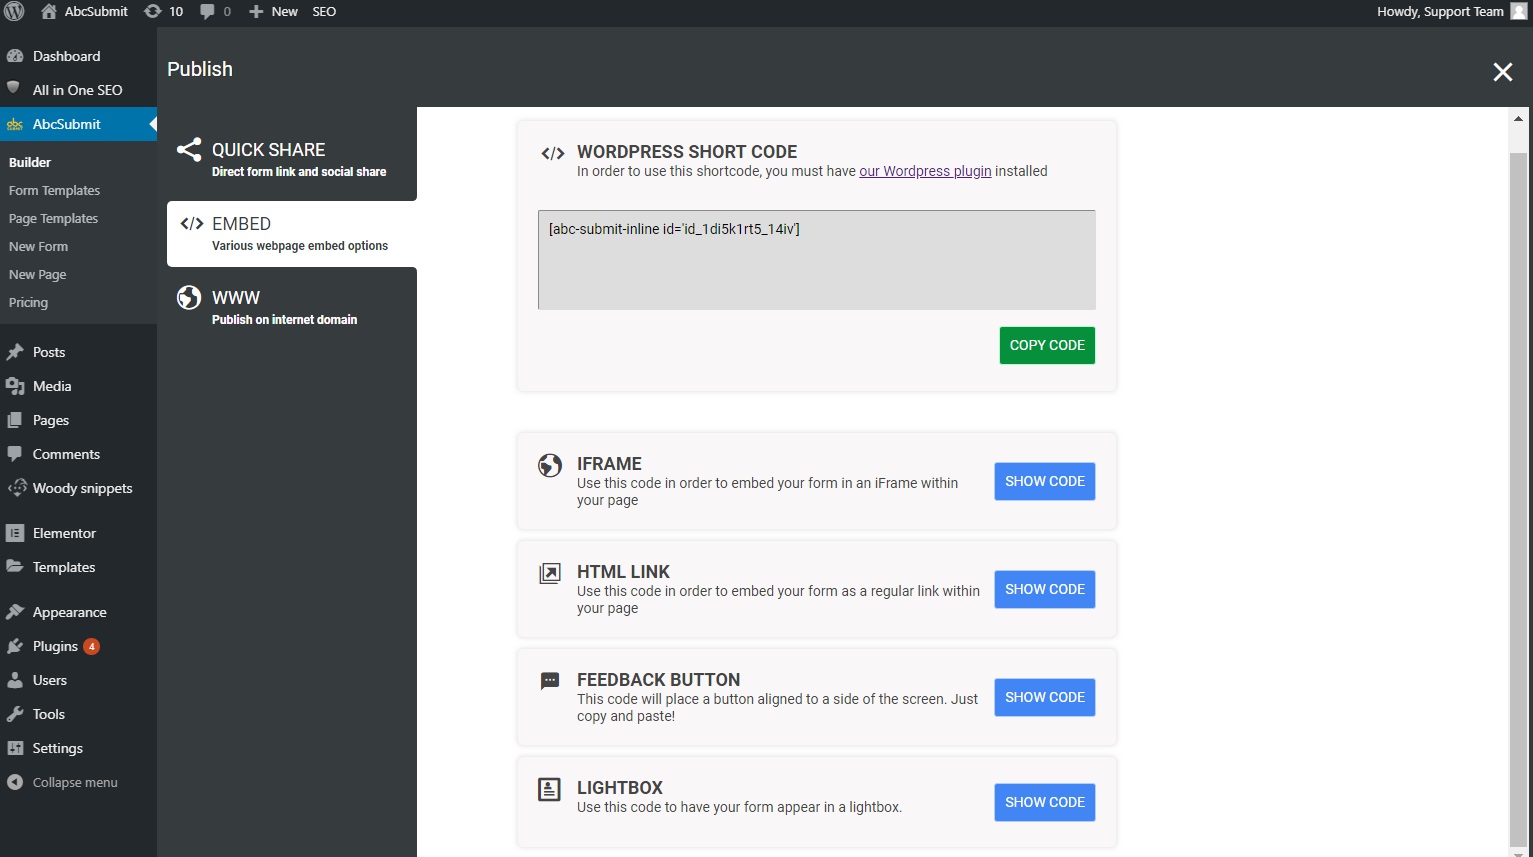 AbcSubmit 10 0 New SEO Howdy, Support Team
Dashboard
All in One SEO
AbcSubmit
Builder
Form Templates
Page Templates
New Form
New Page
Pricing
Posts
Media
Pages
Comments
Woody snippets
Elementor
Templates
Appearance
Plugins 4
Users
Tools
Settings
Collapse menu
Publish
QUICK SHARE
Direct form link and social share
EMBED
Various webpage embed options
WWW
Publish on internet domain
WORDPRESS SHORT CODE
In order to use this shortcode, you must have our Wordpress plugin installed
[abc-submit-inline id='id_1di5k1rt5_14iv']
COPY CODE
IFRAME
Use this code in order to embed your form in an iFrame within
your page
SHOW CODE
HTML LINK
Use this code in order to embed your form as a regular link within
your page
SHOW CODE
FEEDBACK BUTTON
This code will place a button aligned to a side of the screen. Just
copy and paste!
SHOW CODE
LIGHTBOX
Use this code to have your form appear in a lightbox.
SHOW CODE